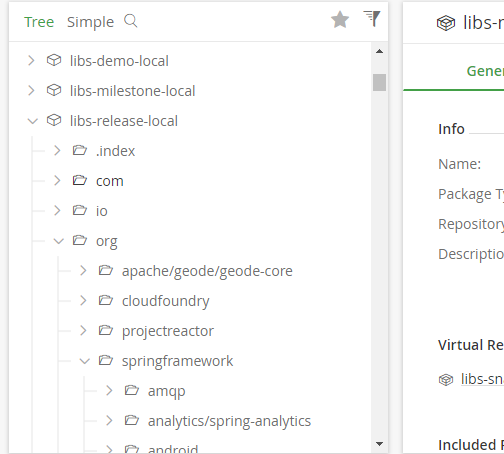 Tree Simple
libs-demo-local
libs-milestone-local
libs-release-local
.index
com
io
org
apache/geode/geode-core
cloudfoundry
projectreactor
springframework
amqp
analytics/spring-analytics
android
libs-r
Gener
Info
Name:
Package Ty
Repository
Descriptio
Virtual Re
libs-sn
Included